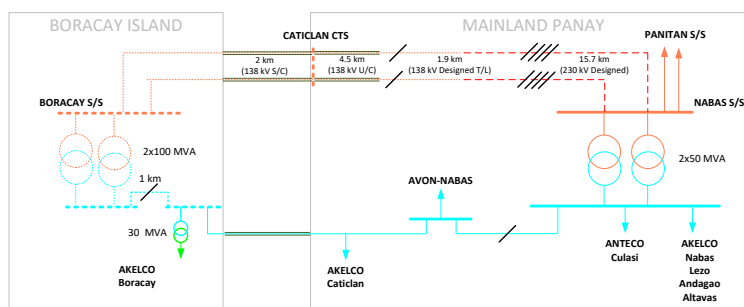 BORACAY ISLAND
MAINLAND PANAY
CATICLAN CTS
PANITAN S/S
2 km
(138 kV S/C)
4.5 km
(138 kV U/C)
1.9 km
(138 kV Designed T/L)
15.7 km
(230 kV Designed)
BORACAY S/S
NABAS S/S
2x100 MVA
2x50 MVA
1 km
AVON-NABAS
30 MVA
AKELCO
Boracay
AKELCO
Caticlan
ANTECO
Culasi
AKELCO
Nabas
Lezo
Andagao
Altavas